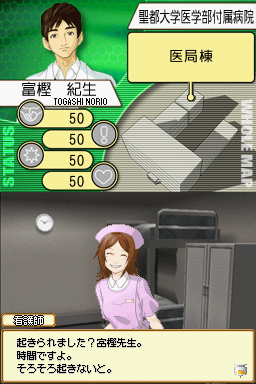 聖都大学医学部付属病院
医局棟
富樫 紀生
TOGASHI NORIO
50
50
50
50
STATUS
WHOLE MAP
看護師
起きられました？富樫先生。
時間ですよ。
そろそろ起きないと。